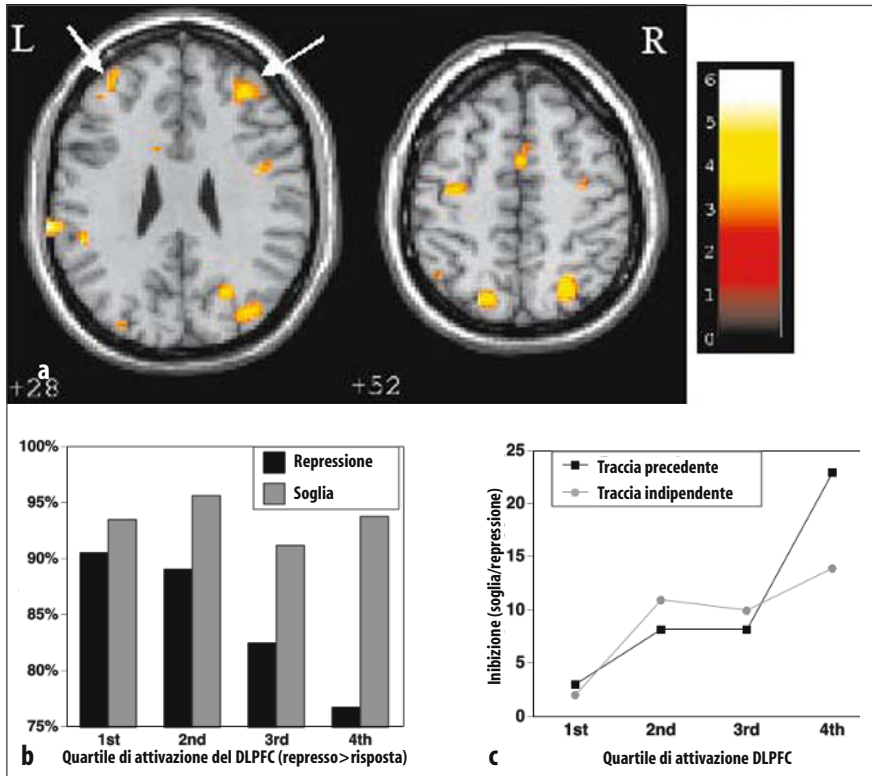 L
R
6
5
4
3
2
1
0
a
+28
+52
100%
95%
90%
85%
80%
75%
Repressione
Soglia
1st 2nd 3rd 4th
b Quartile di attivazione del DLPFC (represso>risposta)
25
20
15
10
5
0
Inibizione (soglia/repressione)
Traccia precedente
Traccia indipendente
1st 2nd 3rd 4th
c Quartile di attivazione DLPFC